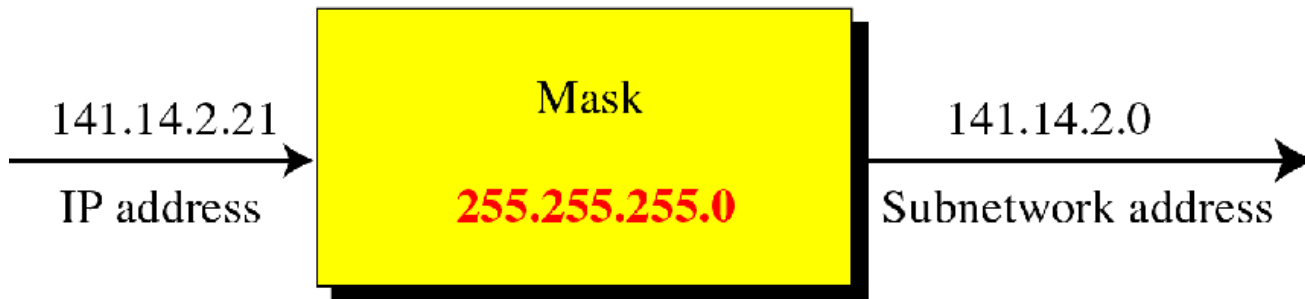 141.14.2.21
IP address
Mask
255.255.255.0
141.14.2.0
Subnetwork address